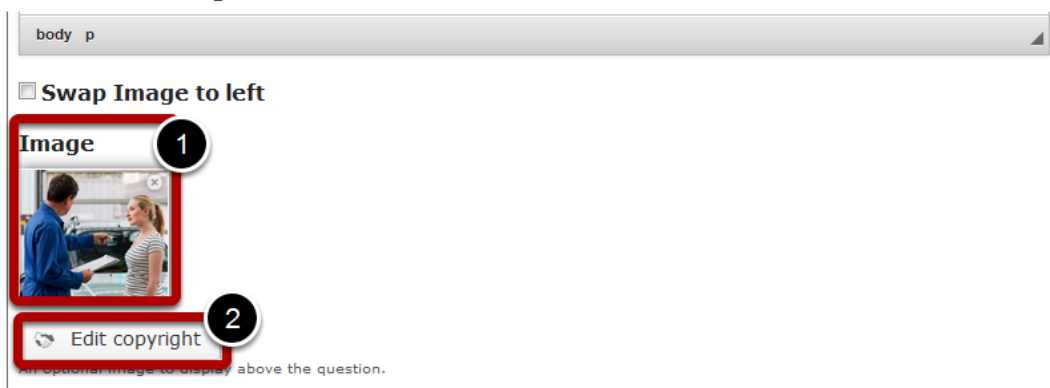 body p
Swap Image to left
Image
1
2
Edit copyright
An optional image to display above the question.